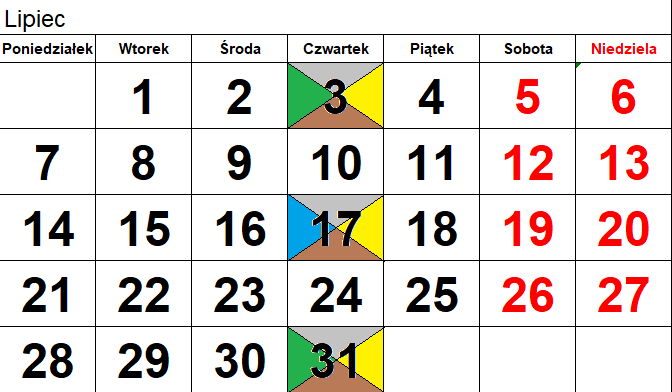 Lipiec
Poniedziałek Wtorek Środa Czwartek Piątek Sobota Niedziela
1 2 3 4 5 6
7 8 9 10 11 12 13
14 15 16 17 18 19 20
21 22 23 24 25 26 27
28 29 30 31